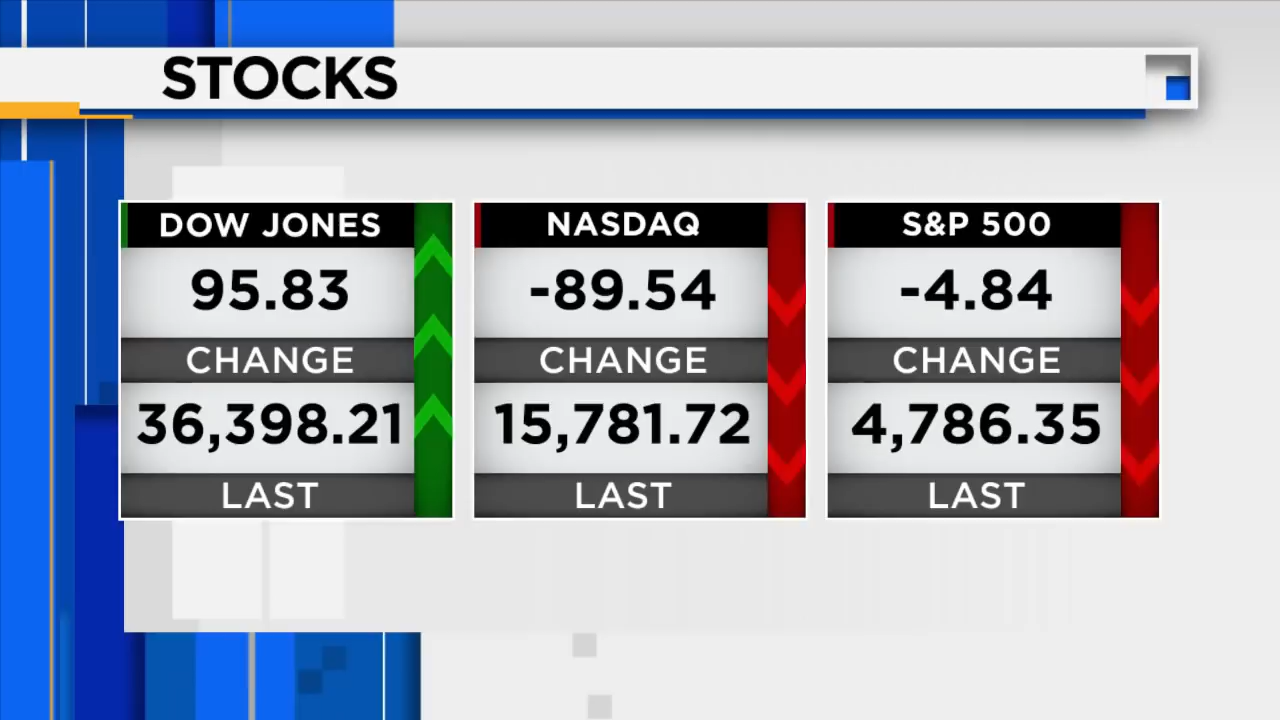 STOCKS
DOW JONES
95.83
CHANGE
36,398.21
LAST
NASDAQ
-89.54
CHANGE
15,781.72
LAST
S&P 500
-4.84
CHANGE
4,786.35
LAST